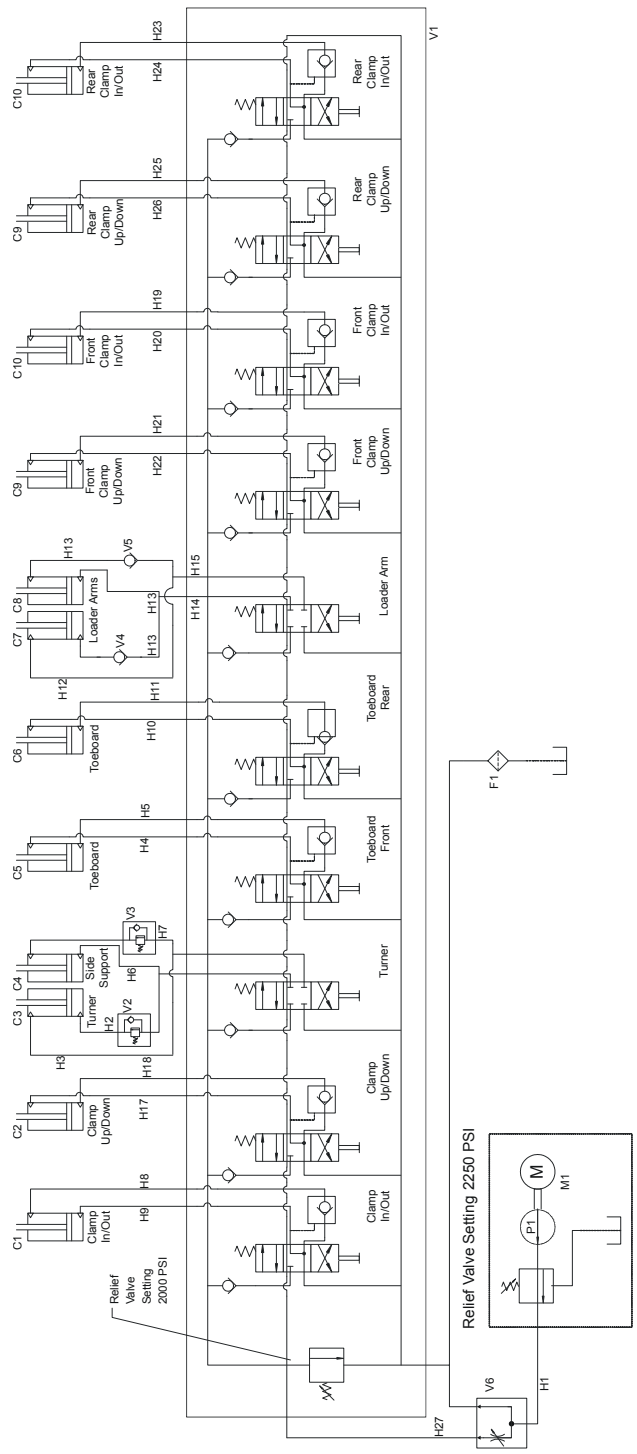 C1
C2
C3
C4
C5
C6
C7
C8
C9
C9
C10
C10
Clamp
In/Out
Clamp
Up/Down
Turner
Side
Support
Toeboard
Toeboard
Loader Arms
Front
Clamp
Up/Down
Front
Clamp
In/Out
Rear
Clamp
Up/Down
Rear
Clamp
In/Out
H3
H2
V2
H6
V3
H7
H12
V4
H13
H13
H13
V5
H9
H8
H17
H18
H4
H5
H10
H11
H14
H15
H22
H21
H20
H19
H26
H25
H24
H23
Relief
Valve
Setting
2000 PSI
Clamp
In/Out
Clamp
Up/Down
Turner
Toeboard
Front
Toeboard
Rear
Loader Arm
Front
Clamp
Up/Down
Front
Clamp
In/Out
Rear
Clamp
Up/Down
Rear
Clamp
In/Out
V1
H27
V6
H1
Relief Valve Setting 2250 PSI
P1
M
M1
F1